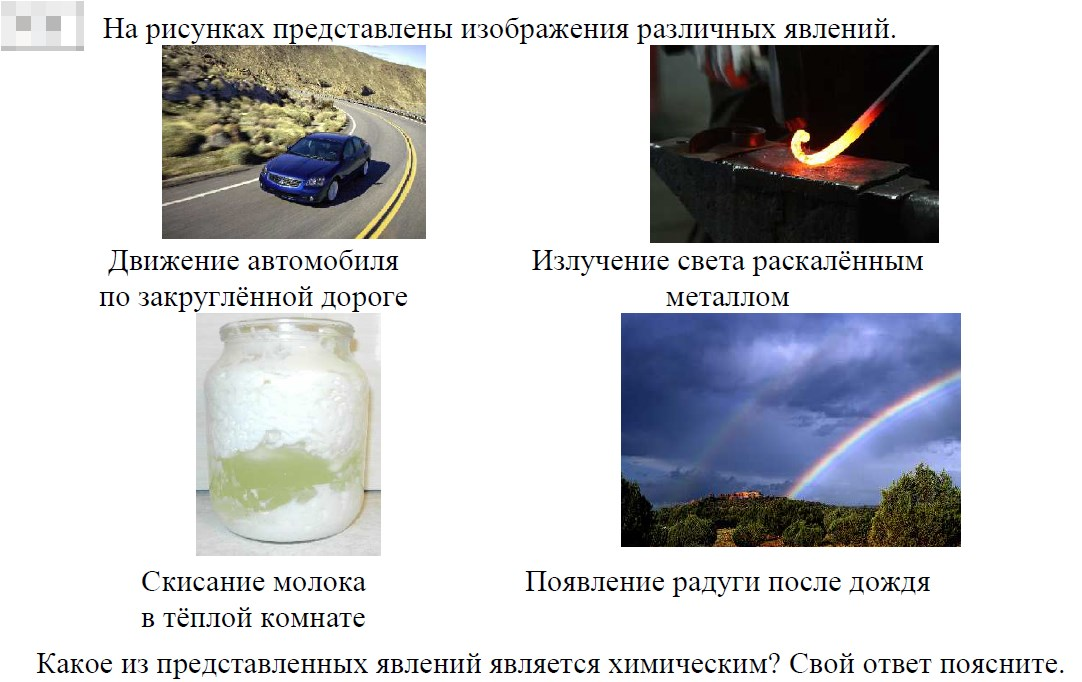 На рисунках представлены изображения различных явлений.
Движение автомобиля
по закруглённой дороге
Излучение света раскалённым
металлом
Скисание молока
в тёплой комнате
Появление радуги после дождя
Какое из представленных явлений является химическим? Свой ответ поясните.